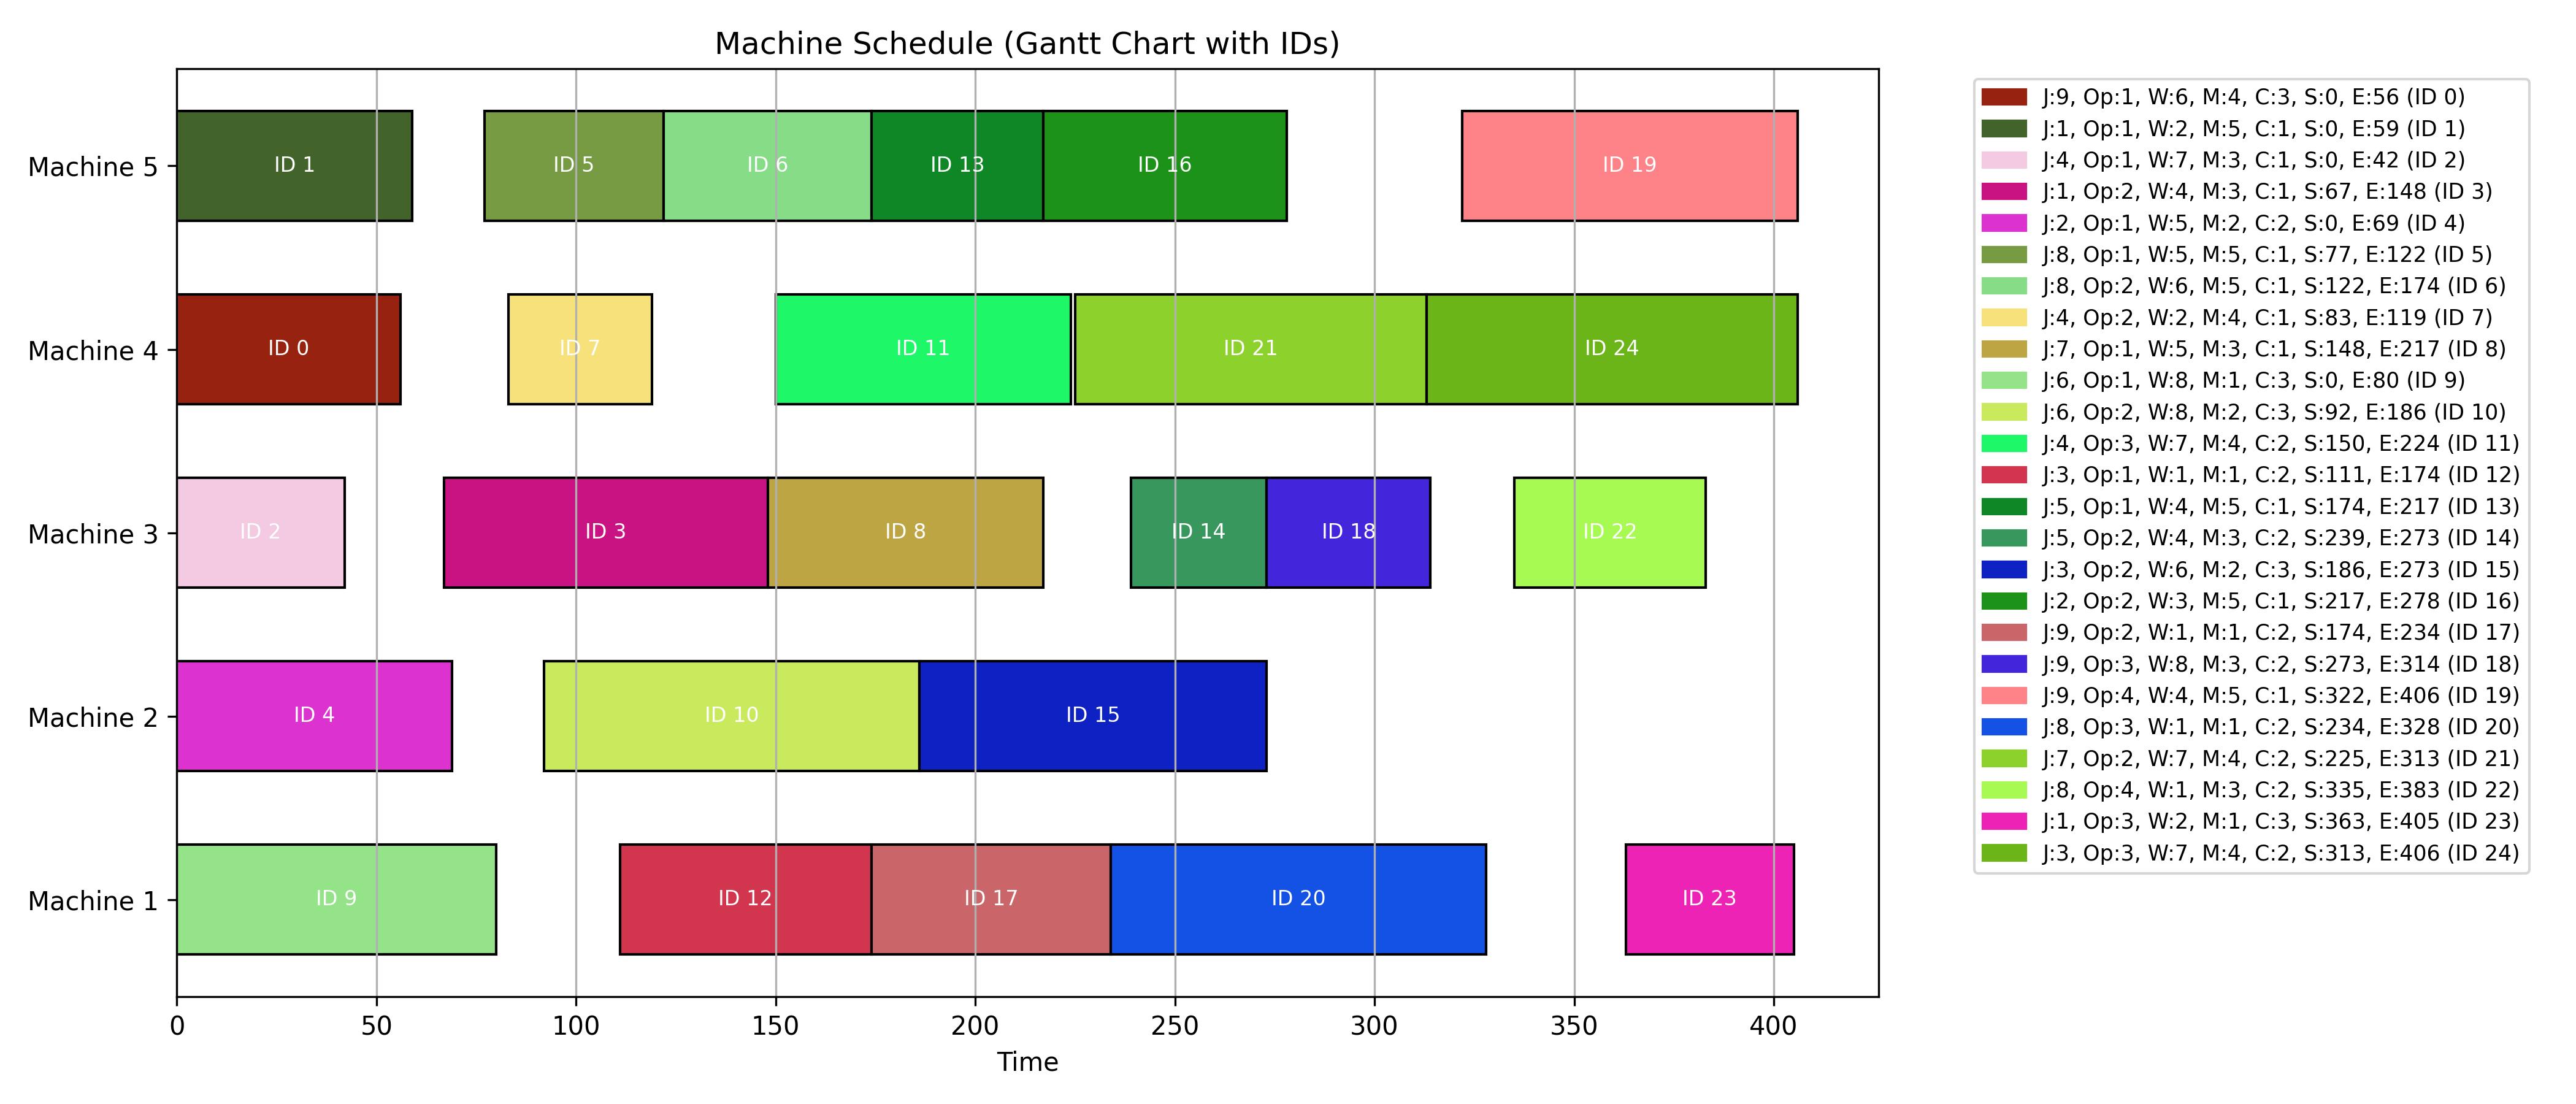 Machine Schedule (Gantt Chart with IDs)
Machine 5
ID 1
ID 5
ID 6
ID 13
ID 16
ID 19
Machine 4
ID 0
ID 7
ID 11
ID 21
ID 24
Machine 3
ID 2
ID 3
ID 8
ID 14
ID 18
ID 22
Machine 2
ID 4
ID 10
ID 15
Machine 1
ID 9
ID 12
ID 17
ID 20
ID 23
0 50 100 150 200 250 300 350 400
Time
J:9, Op:1, W:6, M:4, C:3, S:0, E:56 (ID 0)
J:1, Op:1, W:2, M:5, C:1, S:0, E:59 (ID 1)
J:4, Op:1, W:7, M:3, C:1, S:0, E:42 (ID 2)
J:1, Op:2, W:4, M:3, C:1, S:67, E:148 (ID 3)
J:2, Op:1, W:5, M:2, C:2, S:0, E:69 (ID 4)
J:8, Op:1, W:5, M:5, C:1, S:77, E:122 (ID 5)
J:8, Op:2, W:6, M:5, C:1, S:122, E:174 (ID 6)
J:4, Op:2, W:2, M:4, C:1, S:83, E:119 (ID 7)
J:7, Op:1, W:5, M:3, C:1, S:148, E:217 (ID 8)
J:6, Op:1, W:8, M:1, C:3, S:0, E:80 (ID 9)
J:6, Op:2, W:8, M:2, C:3, S:92, E:186 (ID 10)
J:4, Op:3, W:7, M:4, C:2, S:150, E:224 (ID 11)
J:3, Op:1, W:1, M:1, C:2, S:111, E:174 (ID 12)
J:5, Op:1, W:4, M:5, C:1, S:174, E:217 (ID 13)
J:5, Op:2, W:4, M:3, C:2, S:239, E:273 (ID 14)
J:3, Op:2, W:6, M:2, C:3, S:186, E:273 (ID 15)
J:2, Op:2, W:3, M:5, C:1, S:217, E:278 (ID 16)
J:9, Op:2, W:1, M:1, C:2, S:174, E:234 (ID 17)
J:9, Op:3, W:8, M:3, C:2, S:273, E:314 (ID 18)
J:9, Op:4, W:4, M:5, C:1, S:322, E:406 (ID 19)
J:8, Op:3, W:1, M:1, C:2, S:234, E:328 (ID 20)
J:7, Op:2, W:7, M:4, C:2, S:225, E:313 (ID 21)
J:8, Op:4, W:1, M:3, C:2, S:335, E:383 (ID 22)
J:1, Op:3, W:2, M:1, C:3, S:363, E:405 (ID 23)
J:3, Op:3, W:7, M:4, C:2, S:313, E:406 (ID 24)